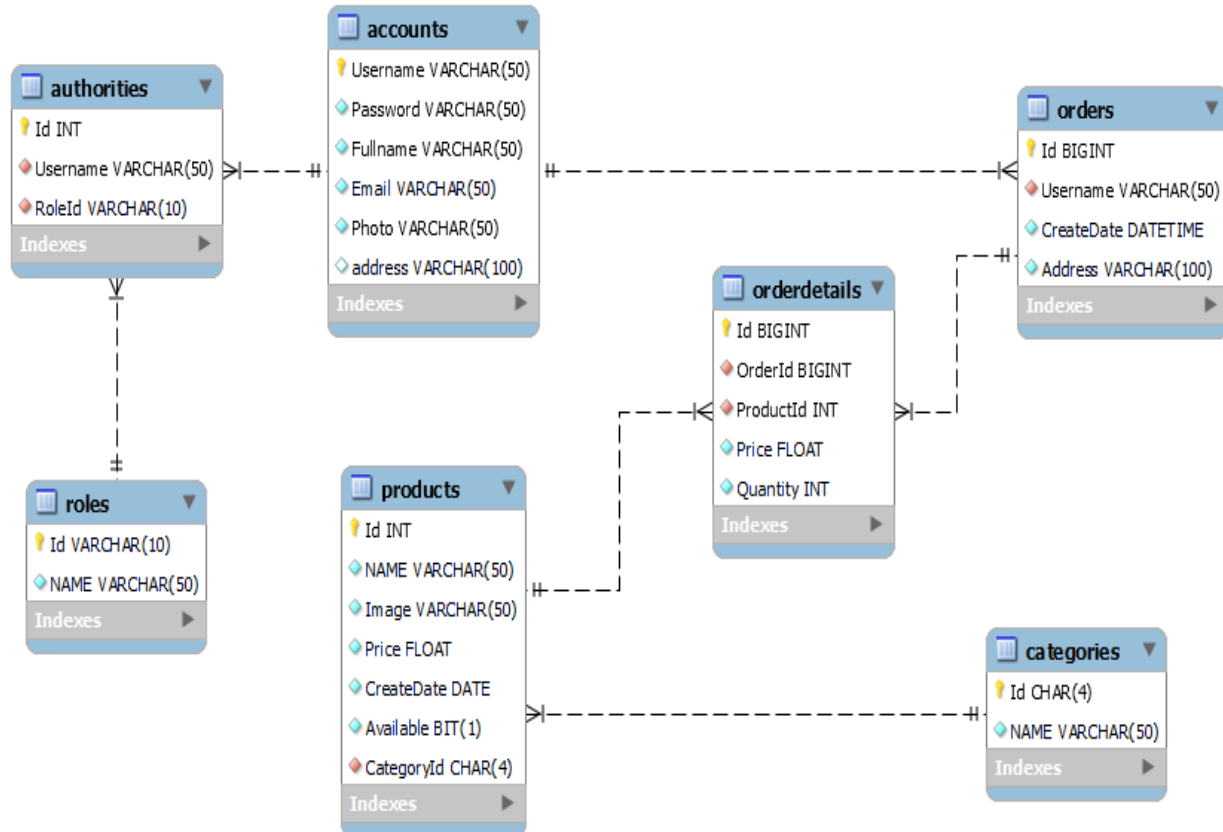 accounts
Username VARCHAR(50)
Password VARCHAR(50)
Fullname VARCHAR(50)
Email VARCHAR(50)
Photo VARCHAR(50)
address VARCHAR(100)
Indexes
authorities
Id INT
Username VARCHAR(50)
RoleId VARCHAR(10)
Indexes
orders
Id BIGINT
Username VARCHAR(50)
CreateDate DATETIME
Address VARCHAR(100)
Indexes
orderdetails
Id BIGINT
OrderId BIGINT
ProductId INT
Price FLOAT
Quantity INT
Indexes
roles
Id VARCHAR(10)
NAME VARCHAR(50)
Indexes
products
Id INT
NAME VARCHAR(50)
Image VARCHAR(50)
Price FLOAT
CreateDate DATE
Available BIT(1)
CategoryId CHAR(4)
Indexes
categories
Id CHAR(4)
NAME VARCHAR(50)
Indexes